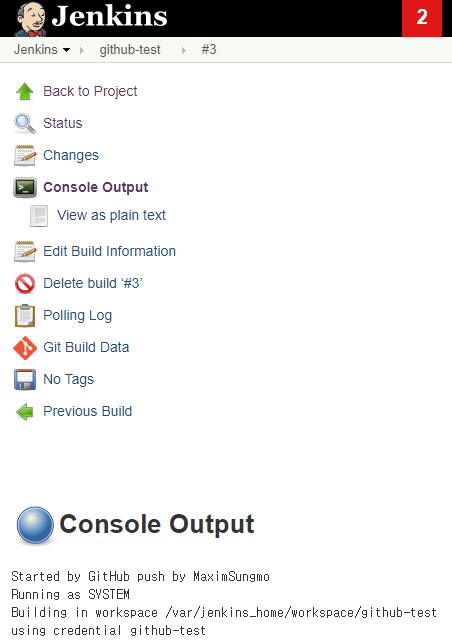 Jenkins
2
Jenkins github-test #3
Back to Project
Status
Changes
Console Output
View as plain text
Edit Build Information
Delete build ‘#3’
Polling Log
Git Build Data
No Tags
Previous Build
Console Output
Started by GitHub push by MaximSungmo
Running as SYSTEM
Building in workspace /var/jenkins_home/workspace/github-test
using credential github-test